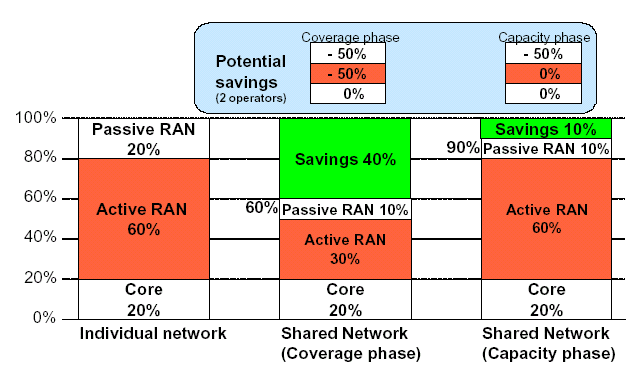 Coverage phase
Capacity phase
Potential
savings
(2 operators)
- 50%
- 50%
0%
- 50%
0%
0%
100%
80%
60%
40%
20%
0%
Passive RAN
20%
Active RAN
60%
Core
20%
Individual network
Savings 40%
60%
Passive RAN 10%
Active RAN
30%
Core
20%
Shared Network
(Coverage phase)
Savings 10%
90%
Passive RAN 10%
Active RAN
60%
Core
20%
Shared Network
(Capacity phase)